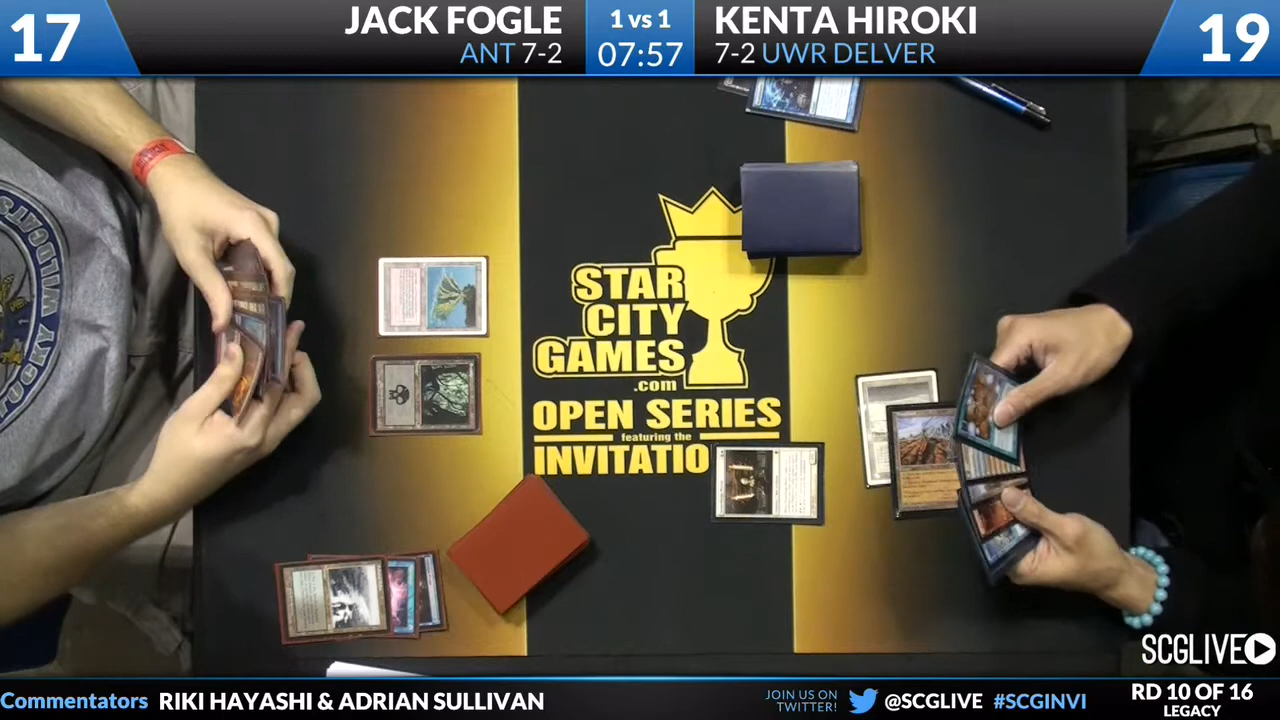 17
JACK FOGLE
ANT 7-2
1 vs 1
07:57
KENTA HIROKI
7-2 UWR DELVER
19
STAR
CITY
GAMES
.com
OPEN SERIES
featuring the
INVITATIO
SCGLIVE
Commentators RIKI HAYASHI & ADRIAN SULLIVAN
JOIN US ON
TWITTER!
@SCGLIVE #SCGINVI
RD 10 OF 16
LEGACY